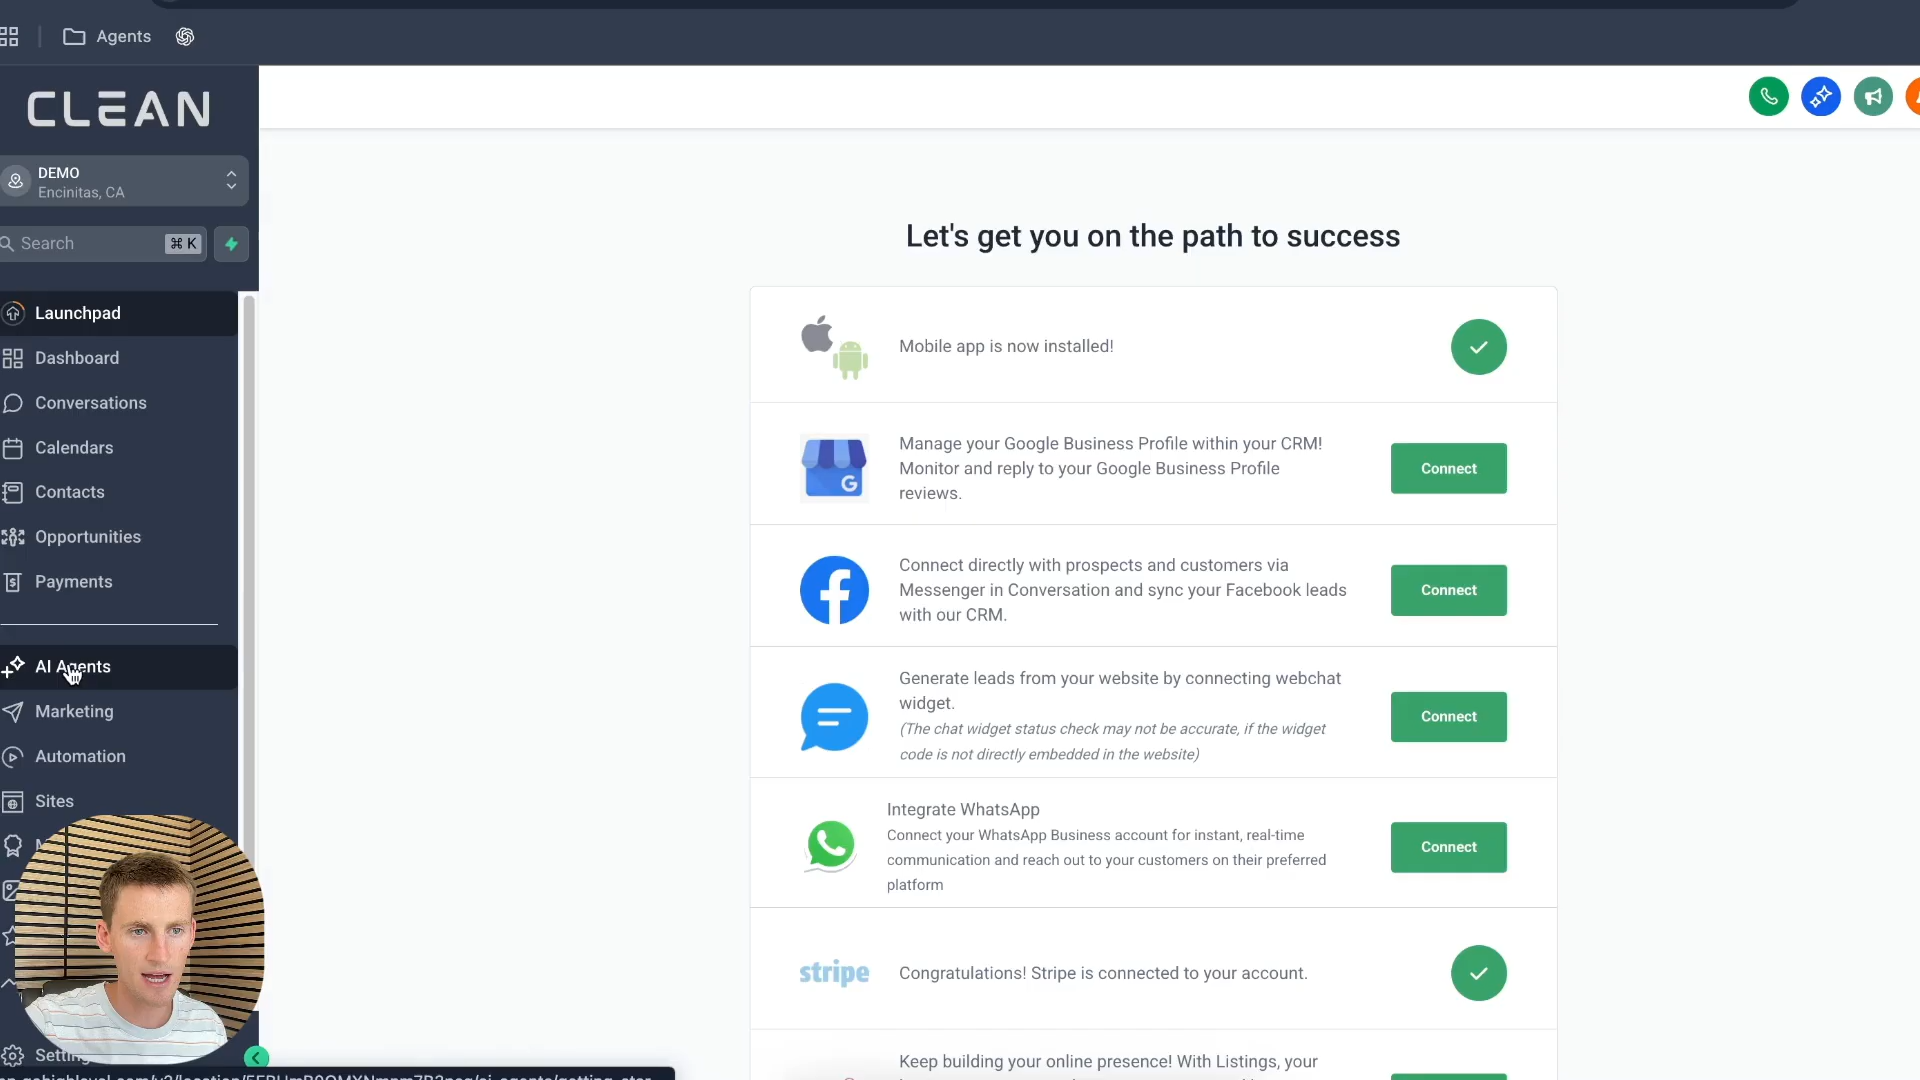 Agents
CLEAN
DEMO
Encinitas, CA
Search
⌘ K
Launchpad
Dashboard
Conversations
Calendars
Contacts
Opportunities
Payments
AI Agents
Marketing
Automation
Sites
Let's get you on the path to success
Mobile app is now installed!
Manage your Google Business Profile within your CRM!
Monitor and reply to your Google Business Profile
reviews.
Connect
Connect directly with prospects and customers via
Messenger in Conversation and sync your Facebook leads
with our CRM.
Connect
Generate leads from your website by connecting webchat
widget.
(The chat widget status check may not be accurate, if the widget
code is not directly embedded in the website)
Connect
Integrate WhatsApp
Connect your WhatsApp Business account for instant, real-time
communication and reach out to your customers on their preferred
platform
Connect
stripe
Congratulations! Stripe is connected to your account.
Keep building your online presence! With Listings, your